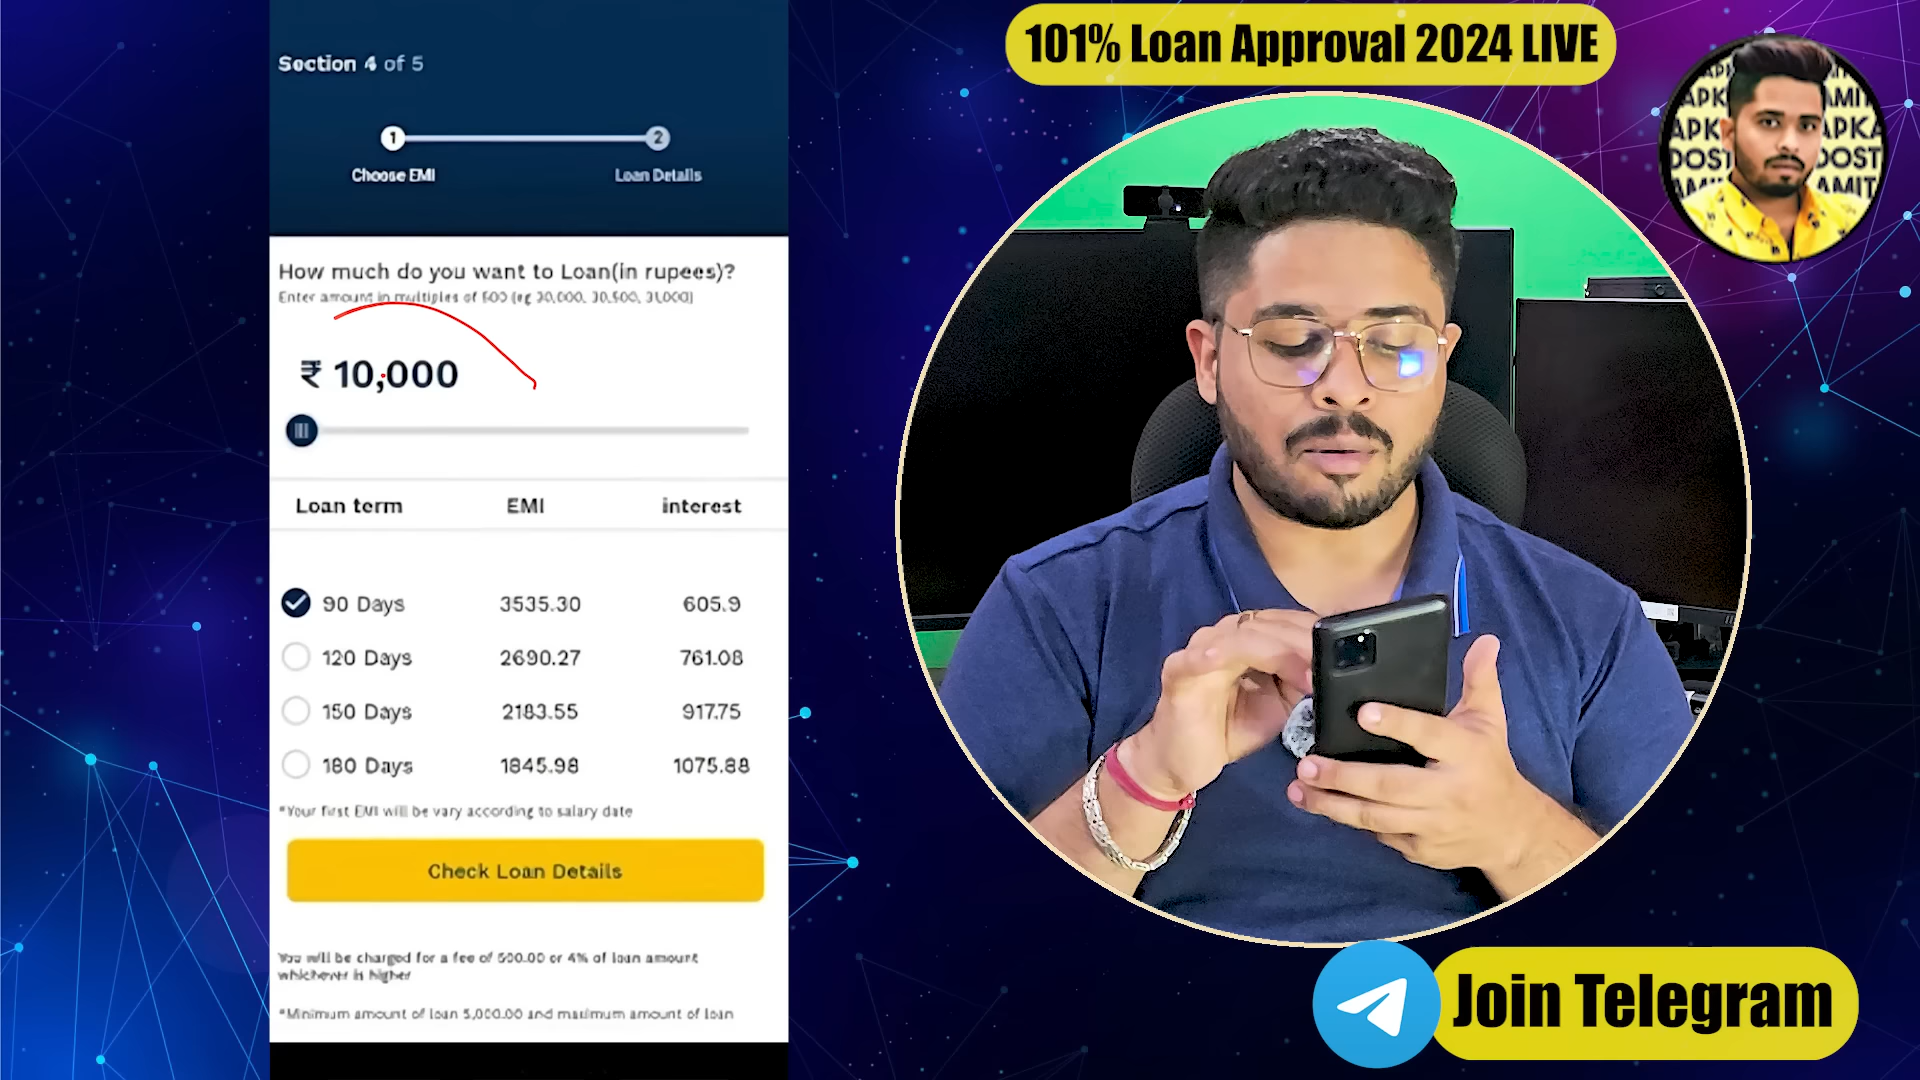 Section 4 of 5
1
2
Choose EMI
Loan Details
How much do you want to Loan(in rupees)?
Enter amount in multiples of 500 (eg 30,000, 30,500, 31,000)
₹ 10,000
Loan term EMI interest
90 Days 3535.30 605.9
120 Days 2690.27 761.08
150 Days 2183.55 917.75
180 Days 1845.98 1075.88
*Your first EMI will be vary according to salary date
Check Loan Details
You will be charged for a fee of 500.00 or 4% of loan amount
whichever is higher
*Minimum amount of loan 5,000.00 and maximum amount of loan
101% Loan Approval 2024 LIVE
APKA
DOST
AMIT
Join Telegram